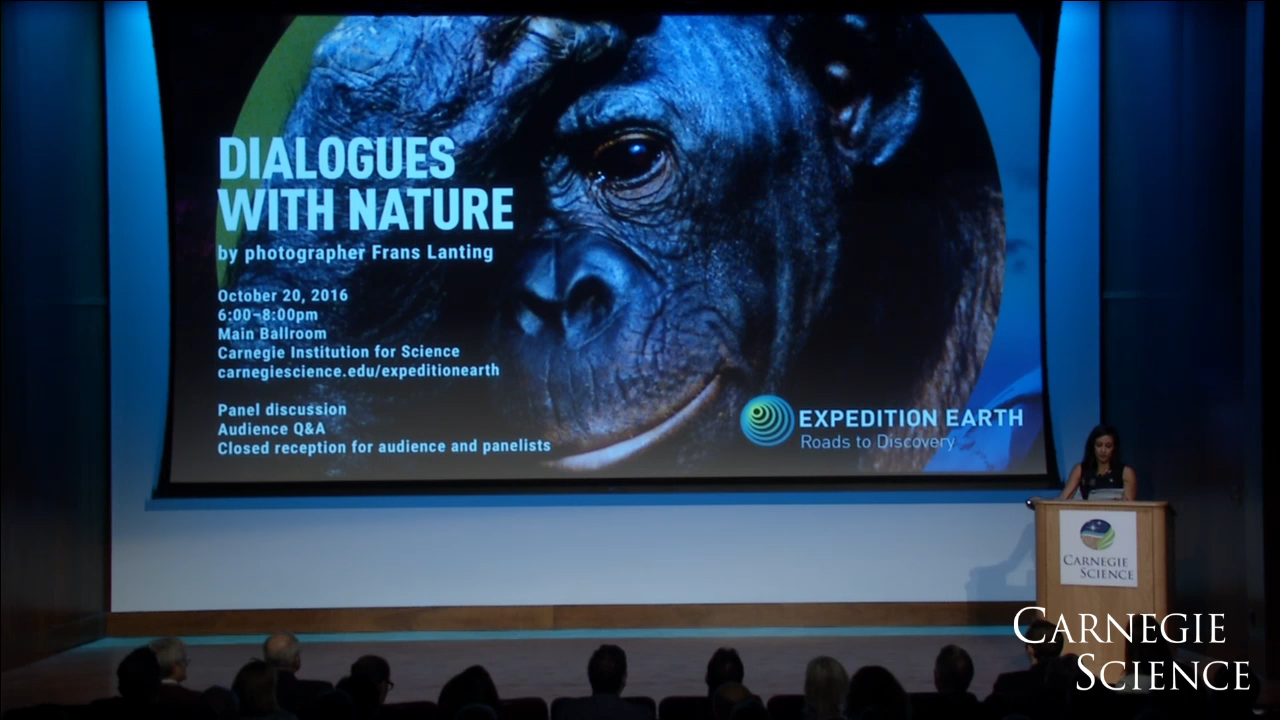 DIALOGUES
WITH NATURE
by photographer Frans Lanting
October 20, 2016
6:00–8:00pm
Main Ballroom
Carnegie Institution for Science
carnegiescience.edu/expeditionearth
Panel discussion
Audience Q&A
Closed reception for audience and panelists
EXPEDITION EARTH
Roads to Discovery
CARNEGIE
SCIENCE
CARNEGIE
SCIENCE